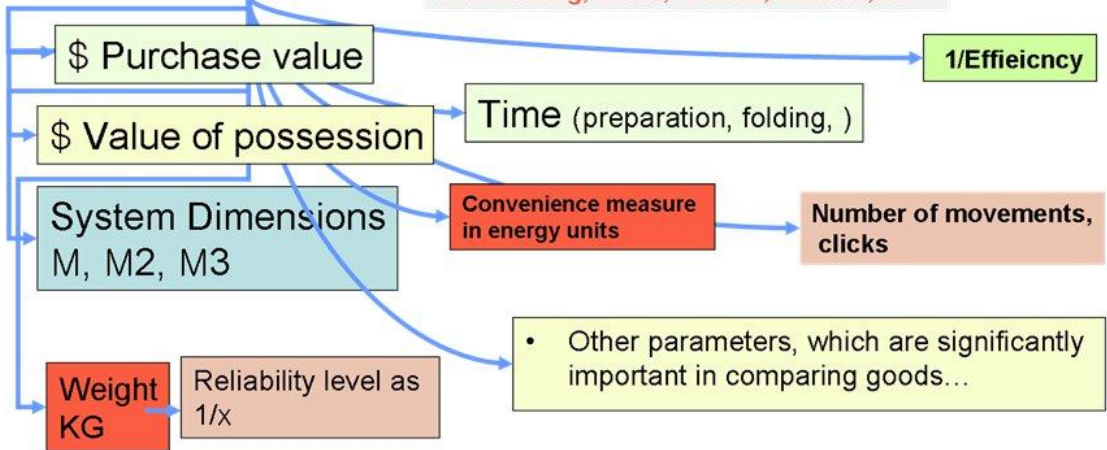 $ Purchase value
1/Effieicncy
Time (preparation, folding, )
$ Value of possession
System Dimensions
M, M2, M3
Convenience measure
in energy units
Number of movements,
clicks
• Other parameters, which are significantly
important in comparing goods…
Weight
KG
Reliability level as
1/x